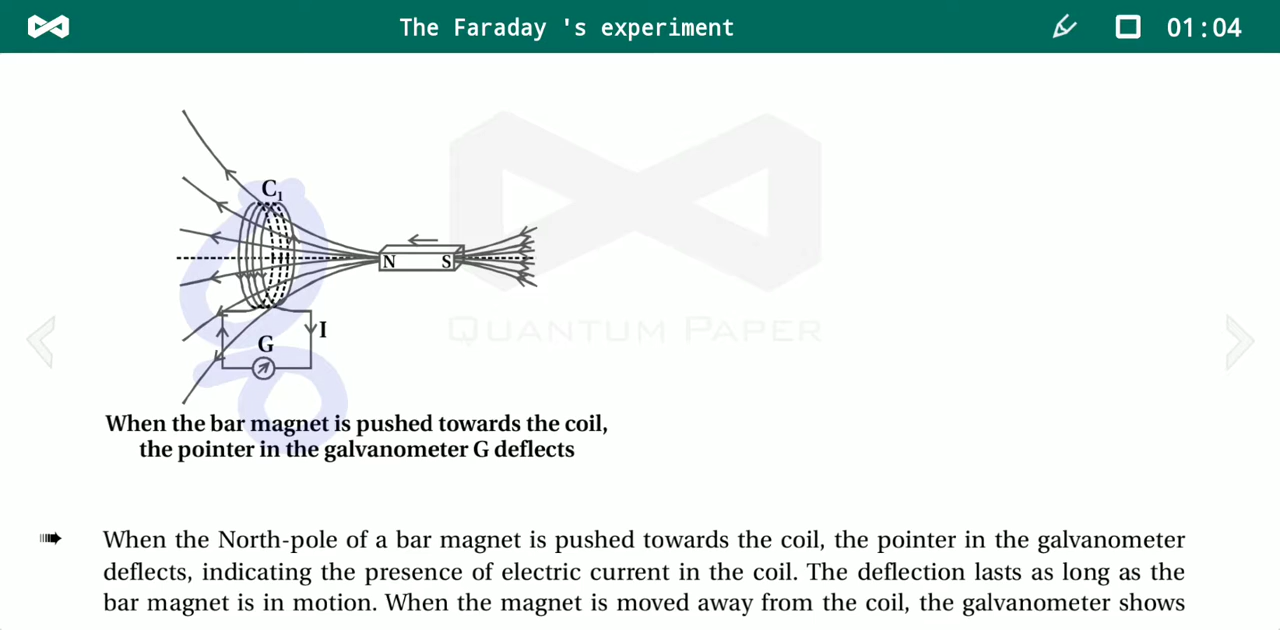 The Faraday 's experiment
01:04
C1
N S
I
G
QUANTUM PAPER
When the bar magnet is pushed towards the coil,
the pointer in the galvanometer G deflects
When the North-pole of a bar magnet is pushed towards the coil, the pointer in the galvanometer
deflects, indicating the presence of electric current in the coil. The deflection lasts as long as the
bar magnet is in motion. When the magnet is moved away from the coil, the galvanometer shows